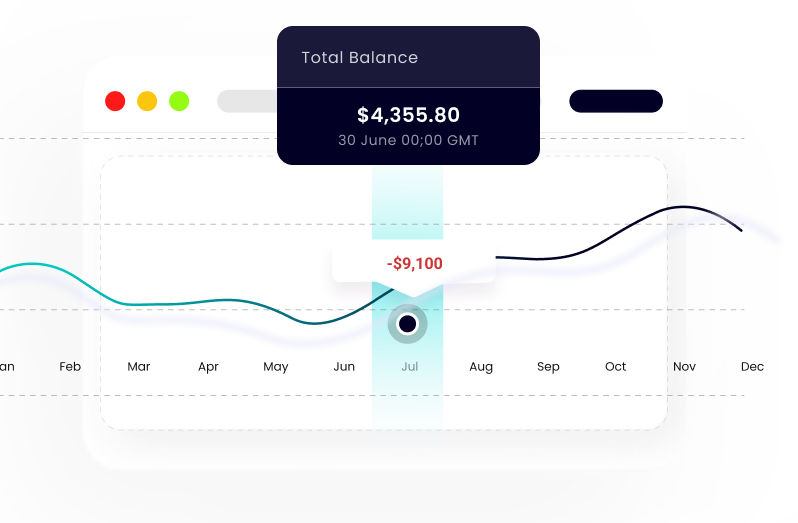 Total Balance
$4,355.80
30 June 00;00 GMT
-$9,100
an Feb Mar Apr May Jun Jul Aug Sep Oct Nov Dec